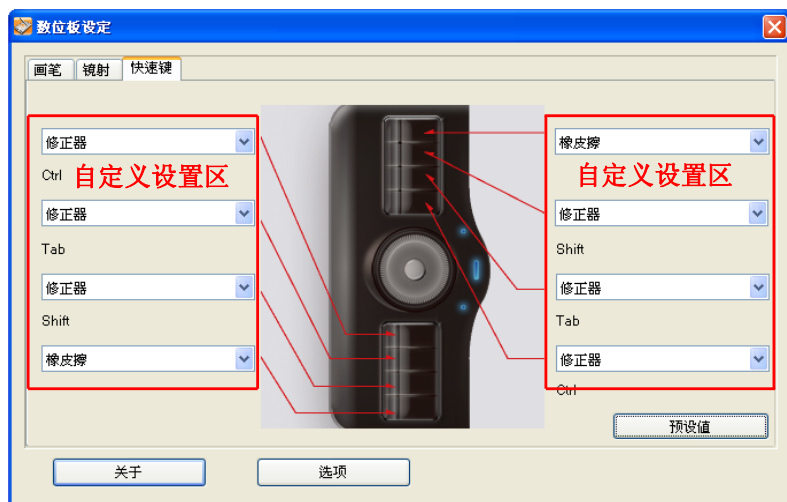 数位板设定
画笔 镜射 快速键
修正器
Ctrl
自定义设置区
修正器
Tab
修正器
Shift
橡皮擦
橡皮擦
自定义设置区
修正器
Shift
修正器
Tab
修正器
Ctrl
预设值
关于 选项